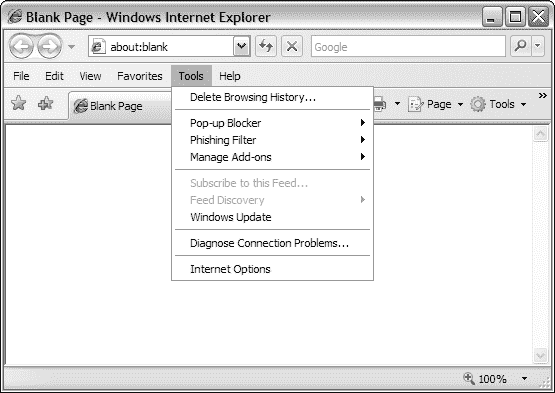 Blank Page - Windows Internet Explorer
about:blank
Google
File Edit View Favorites Tools Help
Blank Page
Page
Tools
Delete Browsing History...
Pop-up Blocker
Phishing Filter
Manage Add-ons
Subscribe to this Feed...
Feed Discovery
Windows Update
Diagnose Connection Problems...
Internet Options
100%